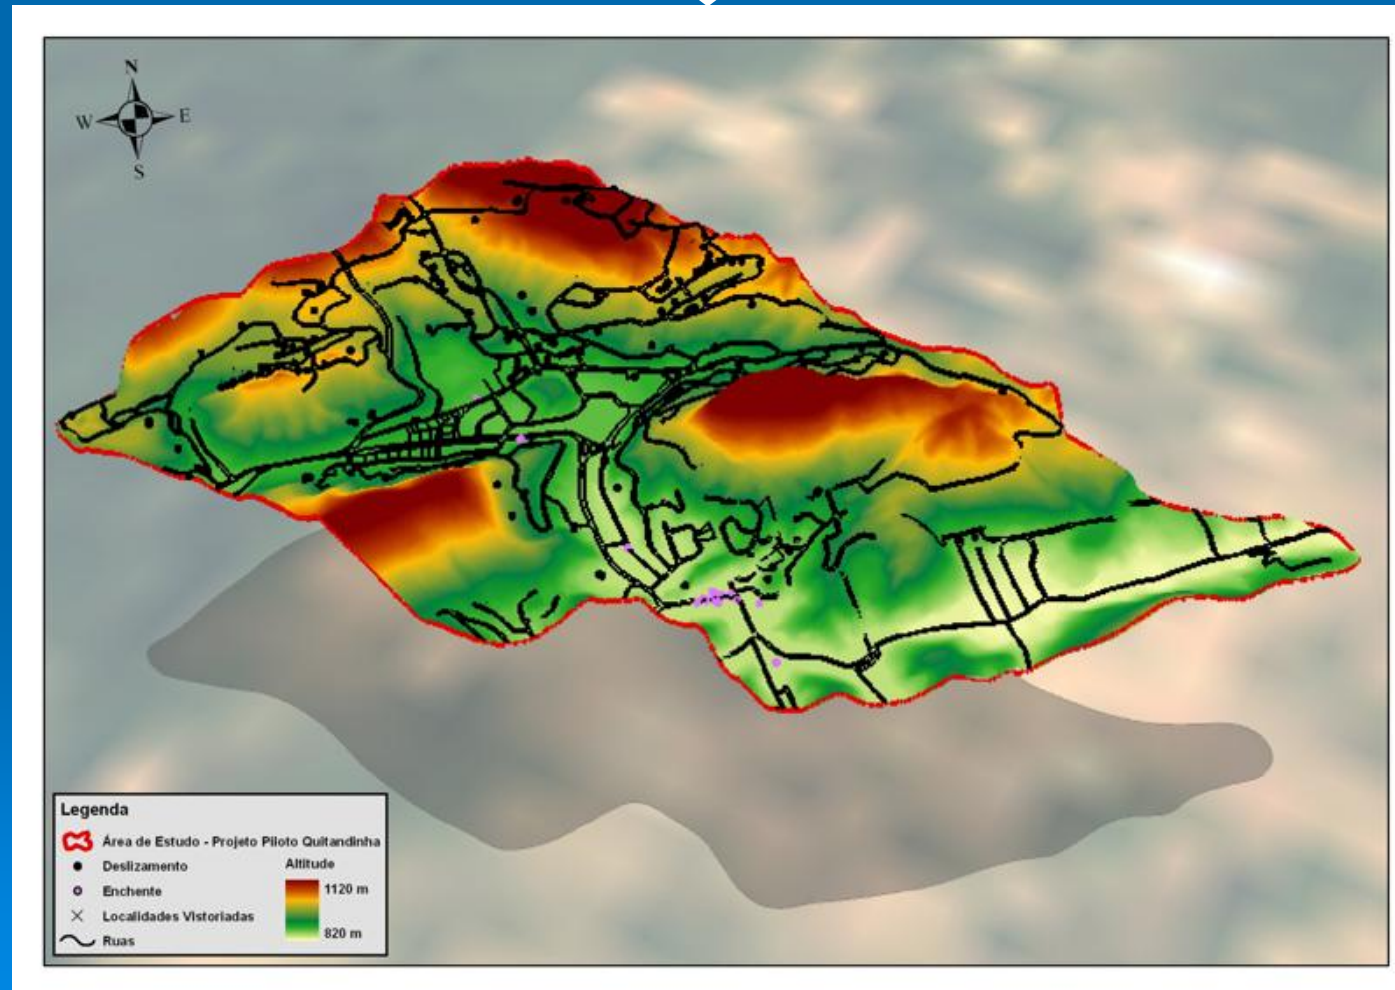 N
W E
S
Legenda
Área de Estudo - Projeto Piloto Quitandinha
Deslizamento
Altitude
Enchente
1120 m
Localidades Vistoriadas
820 m
Ruas